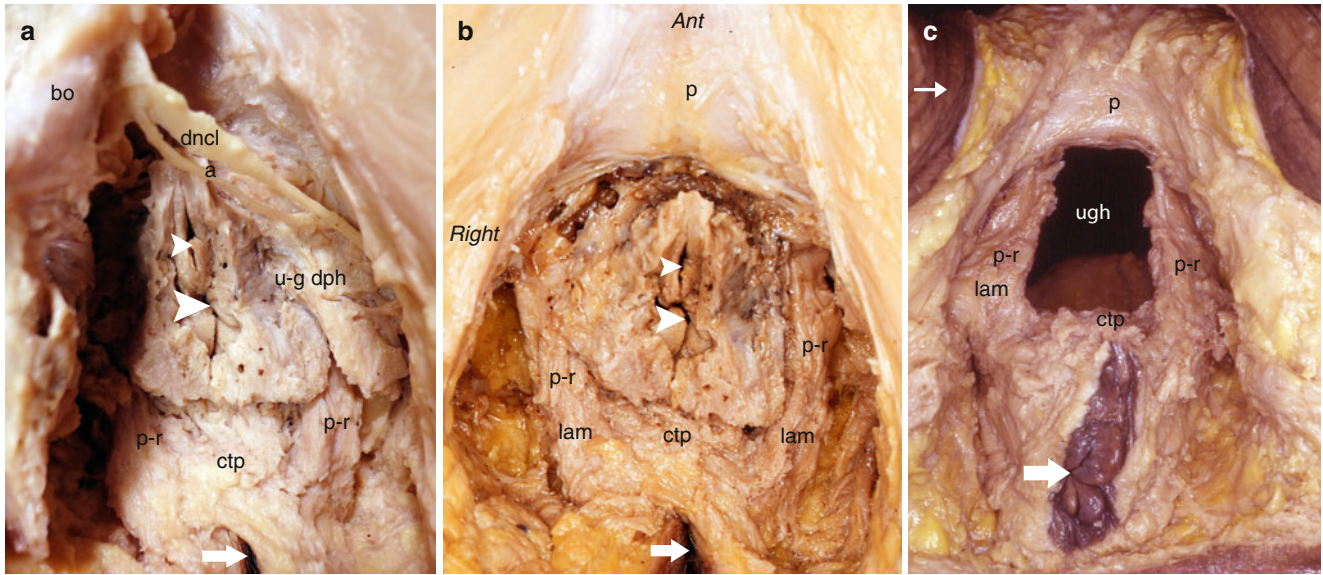 a
bo
dncl
a
u-g dph
p-r
p-r
ctp
b
Ant
p
Right
p-r
p-r
lam
ctp
lam
c
p
ugh
p-r
p-r
lam
ctp